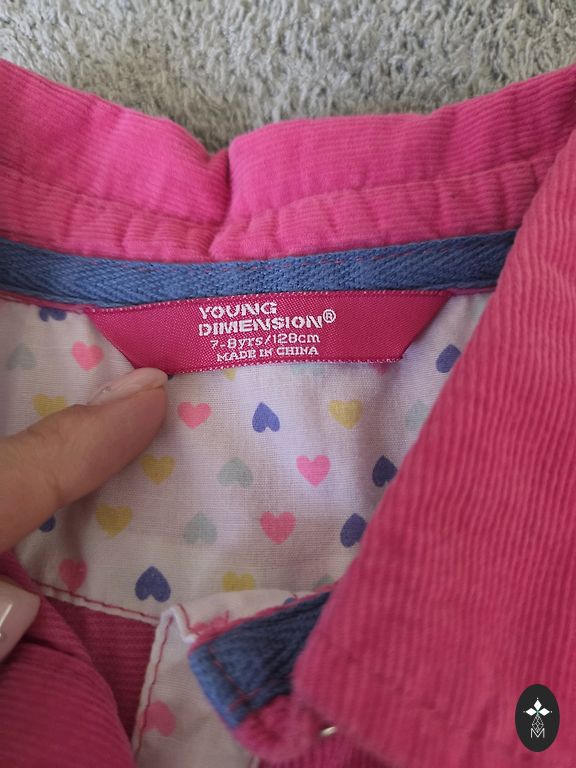 YOUNG
DIMENSION®
7-8yrs/128cm
MADE IN CHINA
M